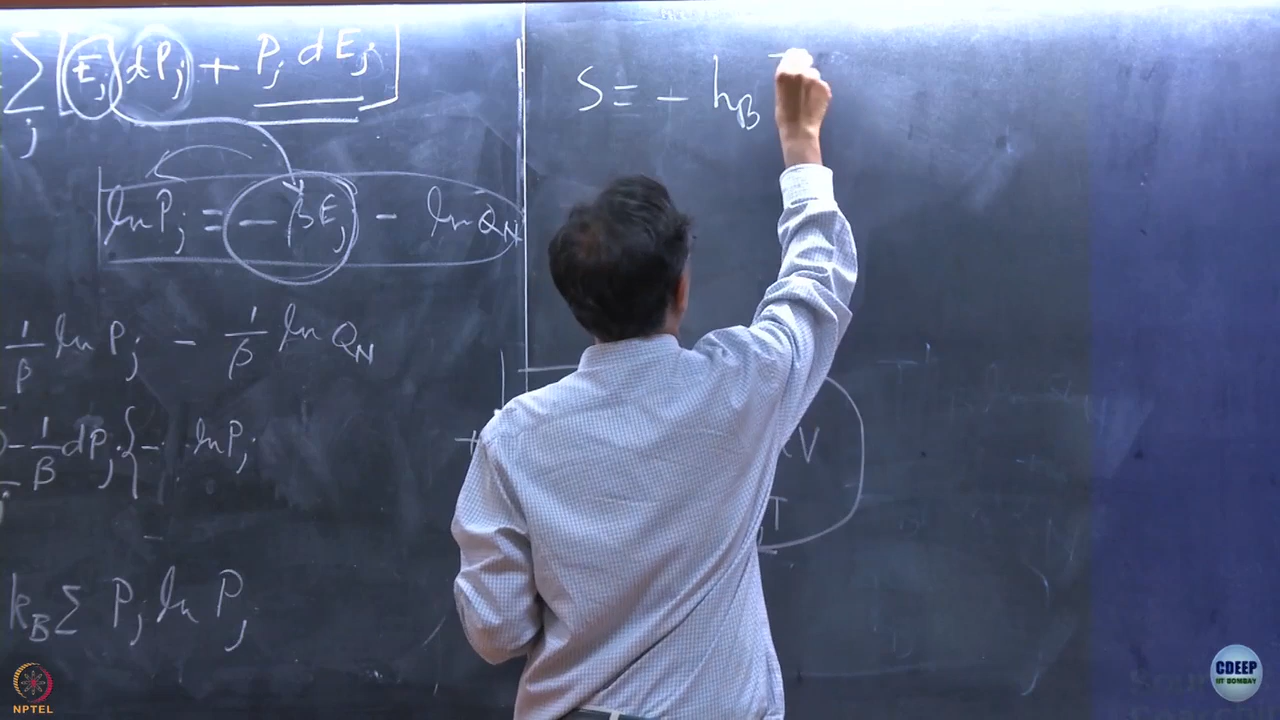 ∑_j [E_j dP_j + P_j dE_j]
ln P_j = - βE_j - ln Q_N
1/β ln P_j - 1/β ln Q_N
- 1/β dP_j { - ln P_j
k_B ∑ P_j ln P_j
S = - k_B
+
V
T
NPTEL
CDEEP
IIT BOMBAY